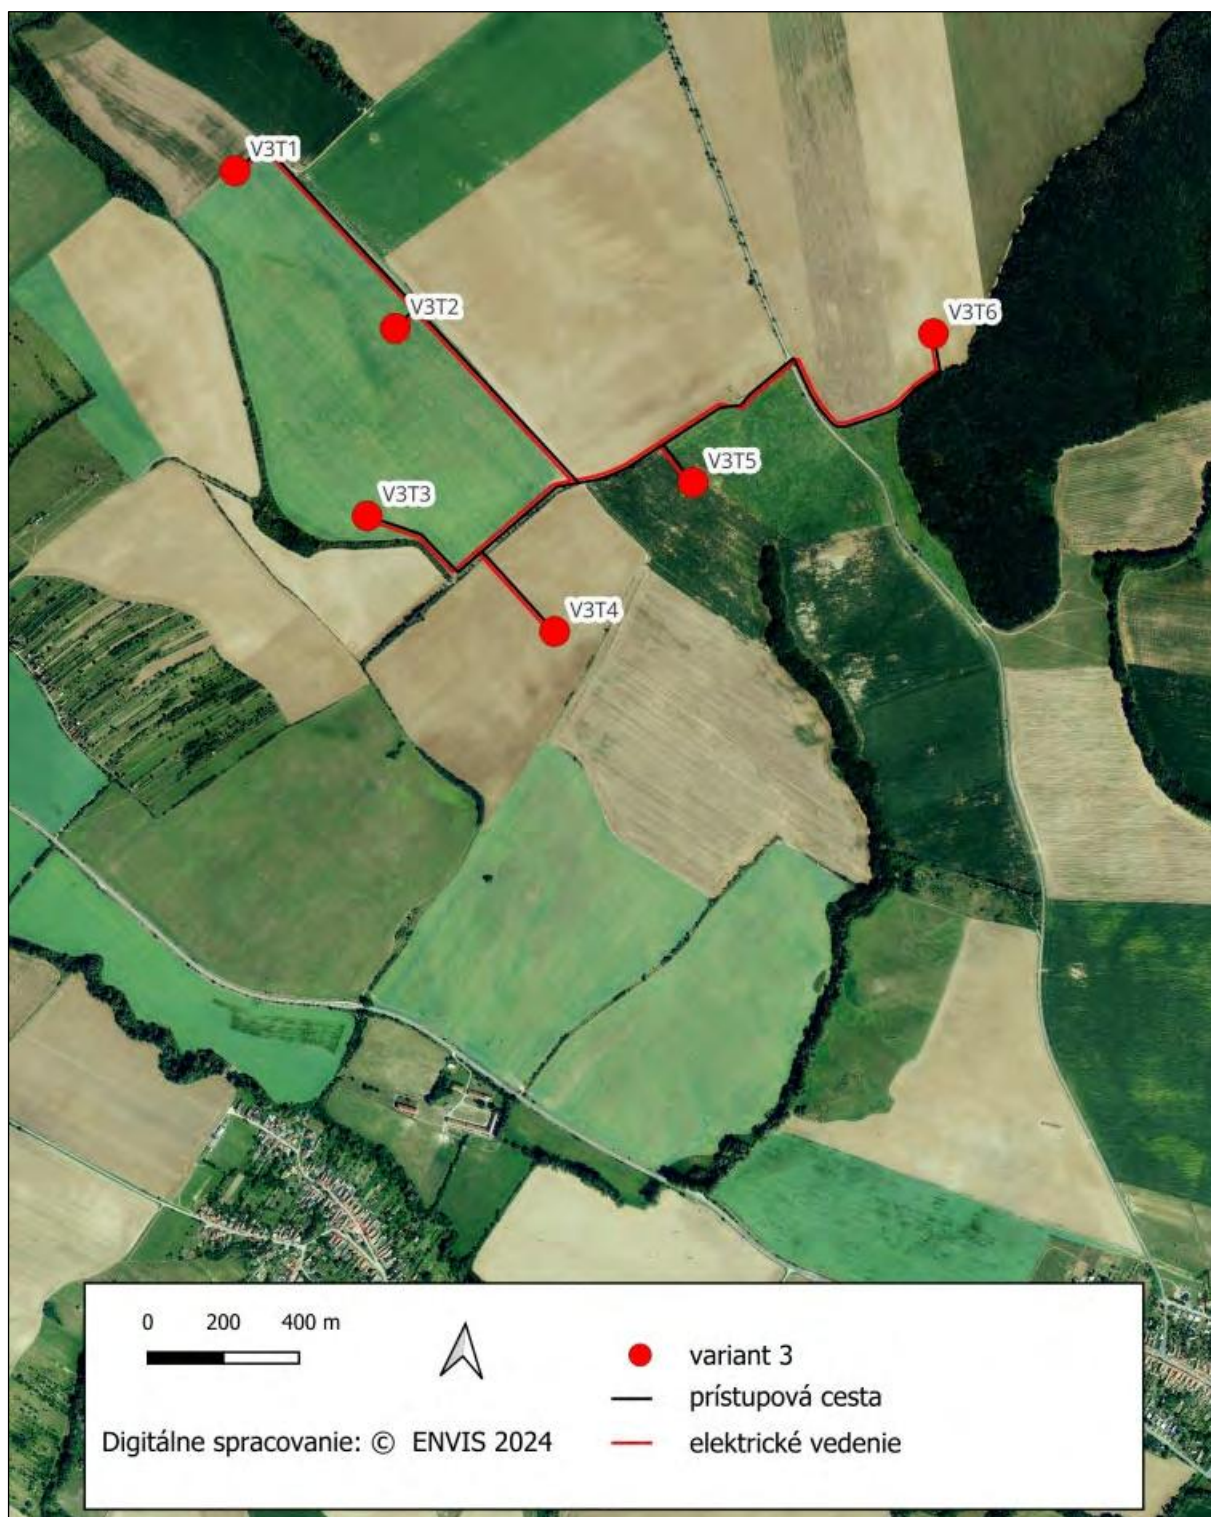 V3T1
V3T2
V3T6
V3T5
V3T3
V3T4
0 200 400 m
variant 3
prístupová cesta
Digitálne spracovanie: © ENVIS 2024
elektrické vedenie